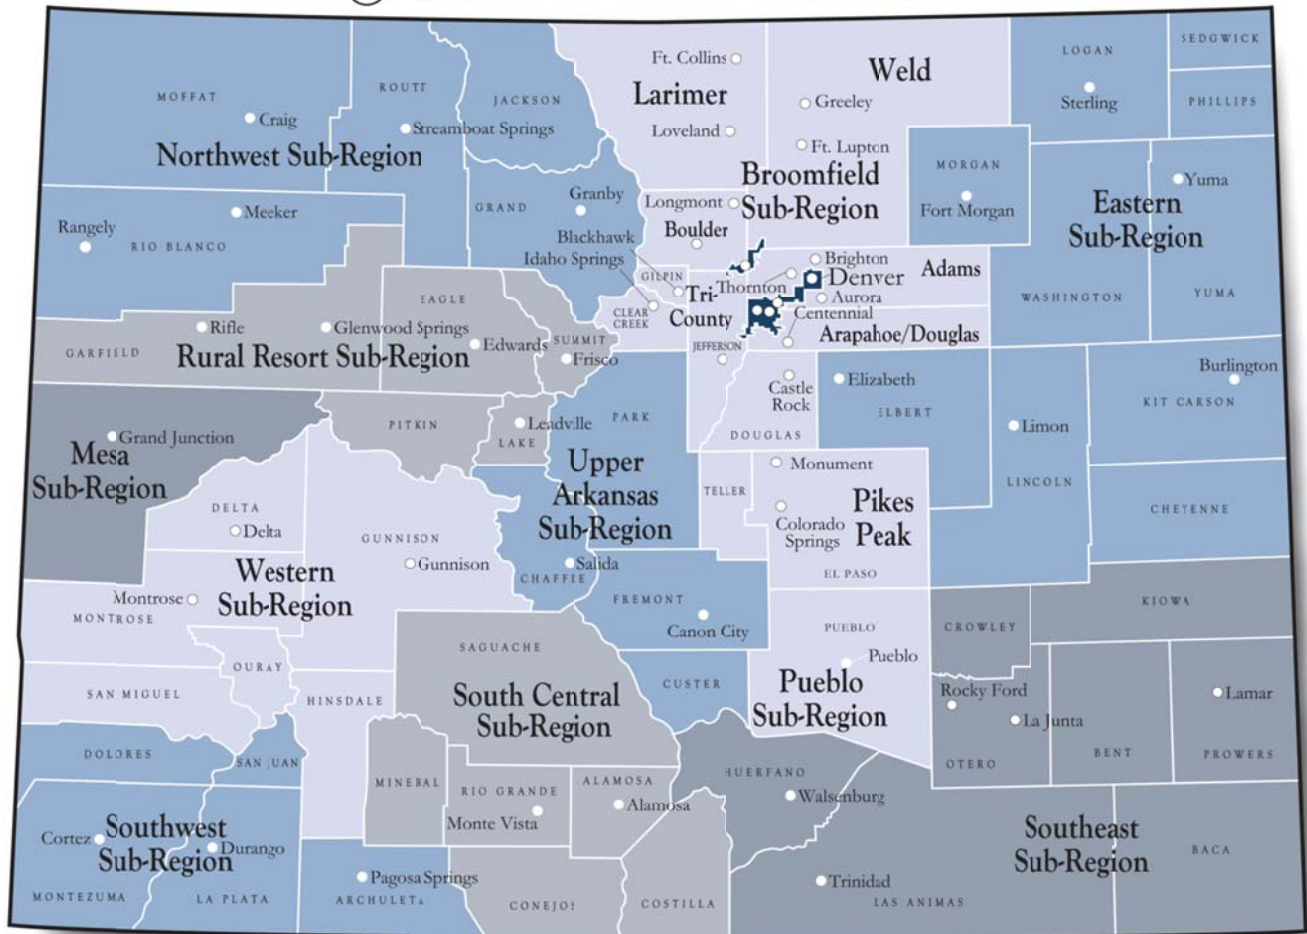 SEDGWICK
LOGAN
Ft. Collins
Weld
ROUTT
JACKSON
Larimer
MOFFAT
Greeley
Sterling
PHILLIPS
Craig
Streamboat Springs
Loveland
Ft. Lupton
Northwest Sub-Region
MORGAN
Broomfield
Sub-Region
Yuma
Granby
Longmont
Fort Morgan
Eastern
Sub-Region
Meeker
GRAND
Boulder
Rangely
RIO BLANCO
Blackhawk
Idaho Springs
Brighton
GILPIN
Thornton
Denver
Adams
Tri-
County
Aurora
WASHINGTON
YUMA
EAGLE
CLEAR
CREEK
Centennial
Rifle
Glenwood Springs
Edwards
SUMMIT
Arapahoe/Douglas
JEFFERSON
GARFIELD
Rural Resort Sub-Region
Frisco
Burlington
Castle
Rock
Elizabeth
ELBERT
KIT CARSON
PITKIN
Leadville
LAKE
PARK
Limon
Grand Junction
DOUGLAS
Mesa
Sub-Region
Upper
Arkansas
Sub-Region
Monument
TELLER
LINCOLN
Pikes
Peak
DELTA
Delta
GUNNISON
Colorado
Springs
CHEYENNE
Western
Sub-Region
Gunnison
Salida
CHAFFIE
EL PASO
Montrose
MONTROSE
FREMONT
Canon City
KIOWA
PUEBLO
CROWLEY
SAGUACHE
Pueblo
OURAY
SAN MIGUEL
HINSDALE
South Central
Sub-Region
CUSTER
Pueblo
Sub-Region
Rocky Ford
Lamar
La Junta
DOLORES
SAN JUAN
OTERO
BENT
PROWERS
MINERAL
RIO GRANDE
ALAMOSA
HUERFANO
Walsenburg
Monte Vista
Alamosa
Cortez
Southwest
Sub-Region
Durango
Southeast
Sub-Region
BACA
Pagosa Springs
Trinidad
MONTEZUMA
LA PLATA
ARCHULETA
CONEJOS
COSTILLA
LAS ANIMAS